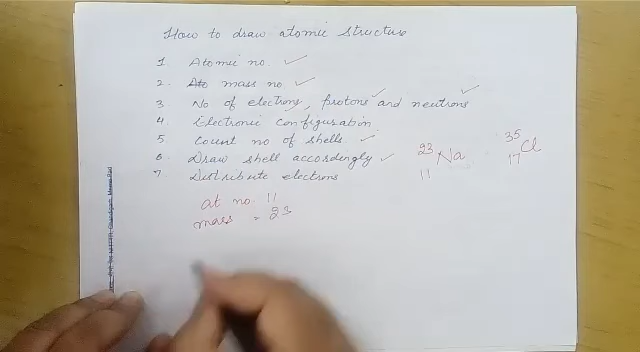 How to draw atomic structure
1. Atomic no.
2. mass no.
3 No of electrons, protons and neutrons
4. Electronic configuration
5. Count no of shells.
6. Draw shell accordingly
7. Distribute electrons
23 Na 11
35 Cl 17
at no. 11
mass = 23